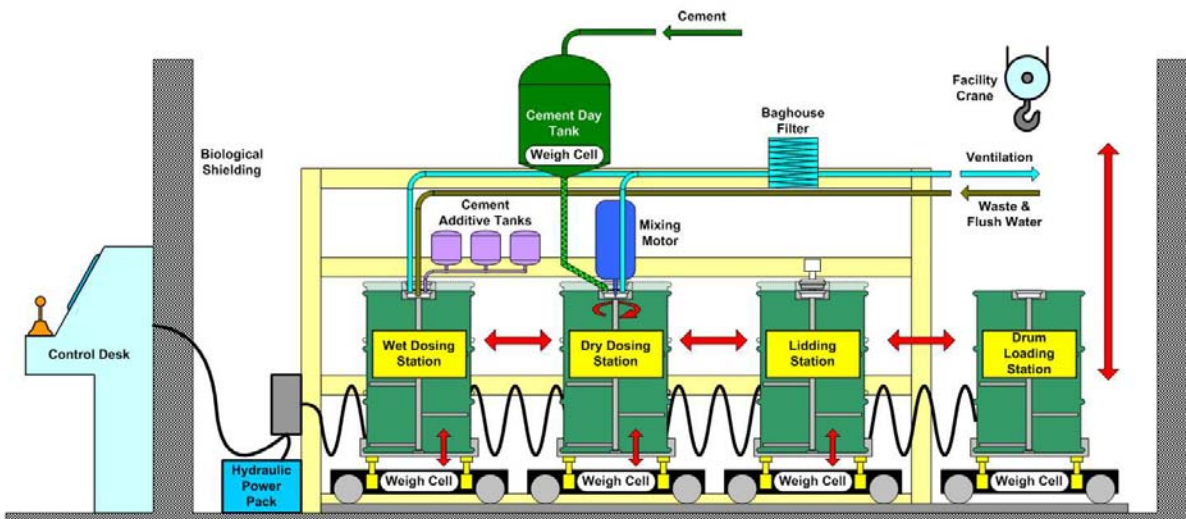 Cement
Cement Day
Tank
Weigh Cell
Facility
Crane
Baghouse
Filter
Biological
Shielding
Ventilation
Cement
Additive Tanks
Mixing
Motor
Waste &
Flush Water
Control Desk
Wet Dosing
Station
Dry Dosing
Station
Lidding
Station
Drum
Loading
Station
Hydraulic
Power
Pack
Weigh Cell
Weigh Cell
Weigh Cell
Weigh Cell